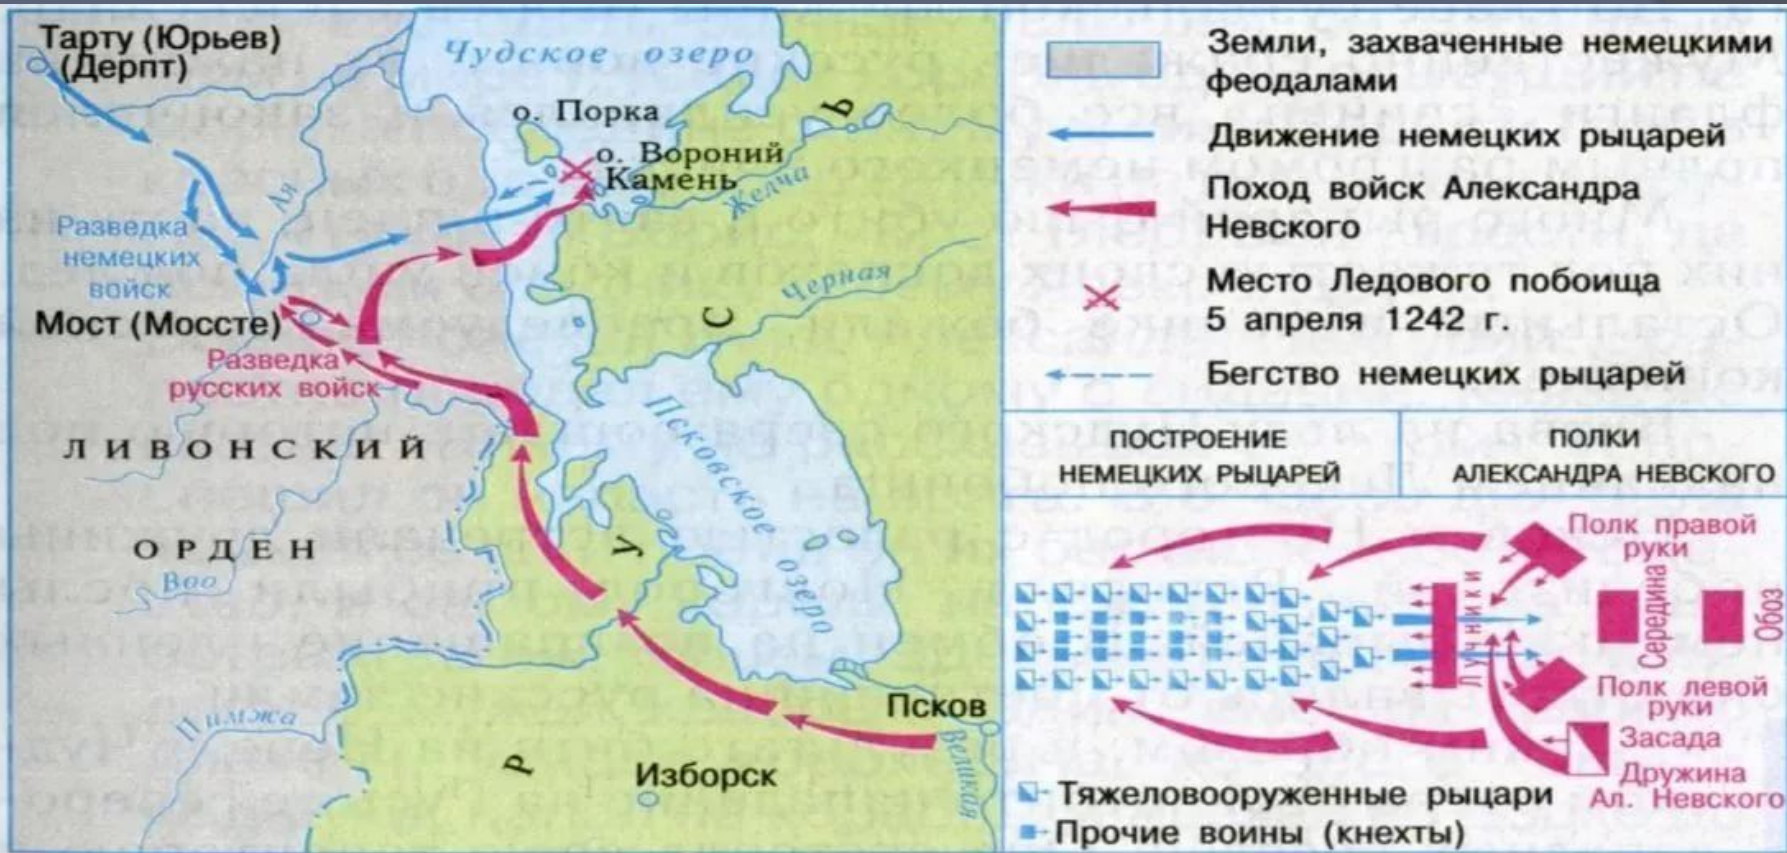 Тарту (Юрьев)
(Дерпт)
Чудское озеро
о. Порка
о. Вороний
Камень
Желча
Ая
Разведка
немецких
войск
Мост (Моссте)
Разведка
русских войск
Черная
ЛИВОНСКИЙ
ОРДЕН
Воо
Псковское озеро
Пимжа
РУСЬ
Псков
Великая
Изборск
Земли, захваченные немецкими
феодалами
Движение немецких рыцарей
Поход войск Александра
Невского
Место Ледового побоища
5 апреля 1242 г.
Бегство немецких рыцарей
ПОСТРОЕНИЕ
НЕМЕЦКИХ РЫЦАРЕЙ
ПОЛКИ
АЛЕКСАНДРА НЕВСКОГО
Полк правой
руки
Лучники
Середина
Обоз
Полк левой
руки
Засада
Дружина
Ал. Невского
Тяжеловооруженные рыцари
Прочие воины (кнехты)